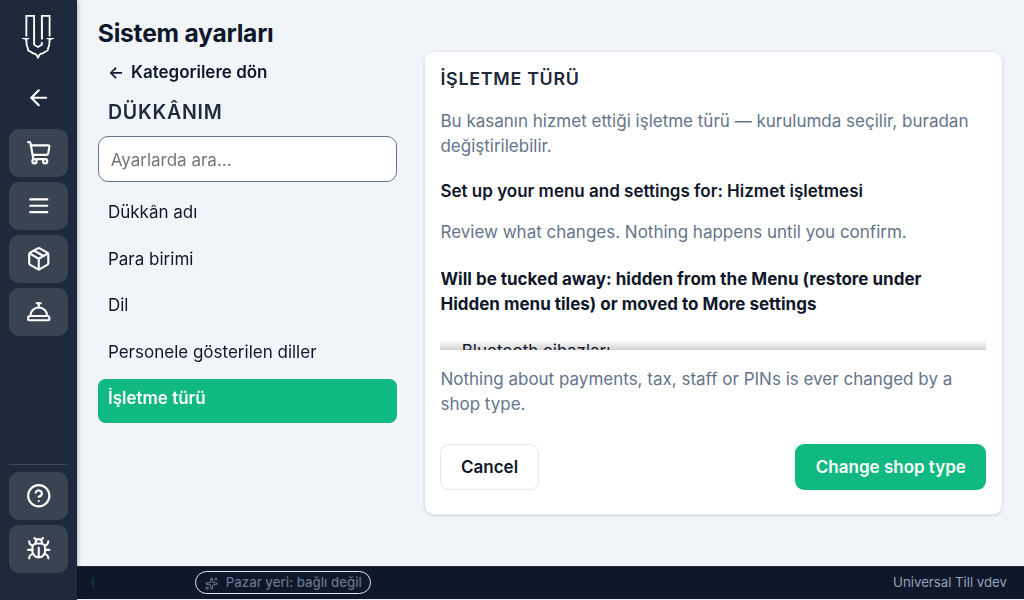 Sistem ayarları
Kategorilere dön
DÜKKÂNIM
Ayarlarda ara...
Dükkân adı
Para birimi
Dil
Personele gösterilen diller
İşletme türü
İŞLETME TÜRÜ
Bu kasanın hizmet ettiği işletme türü — kurulumda seçilir, buradan
değiştirilebilir.
Set up your menu and settings for: Hizmet işletmesi
Review what changes. Nothing happens until you confirm.
Will be tucked away: hidden from the Menu (restore under
Hidden menu tiles) or moved to More settings
Bluetooth cihazları
Nothing about payments, tax, staff or PINs is ever changed by a
shop type.
Cancel
Change shop type
Pazar yeri: bağlı değil
Universal Till vdev